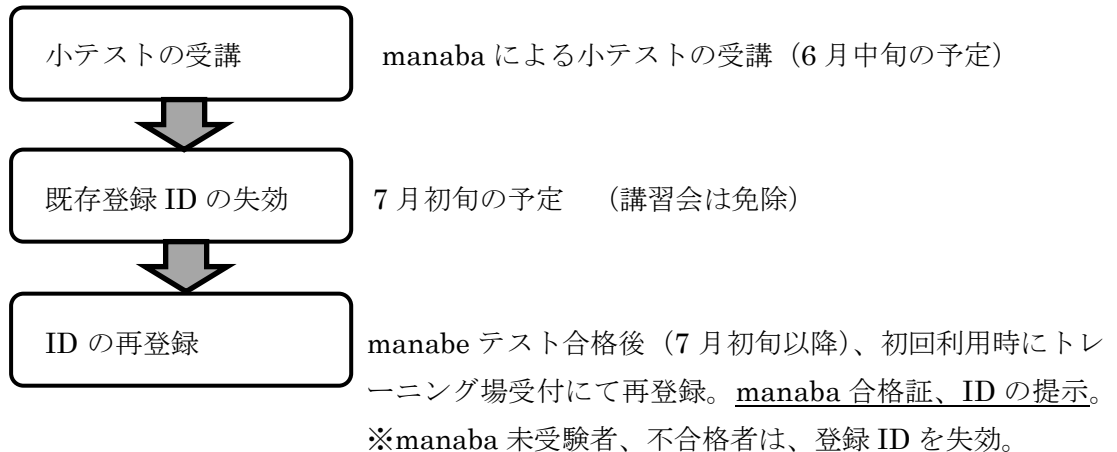 小テストの受講
manaba による小テストの受講（6 月中旬の予定）
既存登録 ID の失効
7 月初旬の予定　（講習会は免除）
ID の再登録
manabe テスト合格後（7 月初旬以降）、初回利用時にトレ
ーニング場受付にて再登録。manaba 合格証、ID の提示。
※manaba 未受験者、不合格者は、登録 ID を失効。